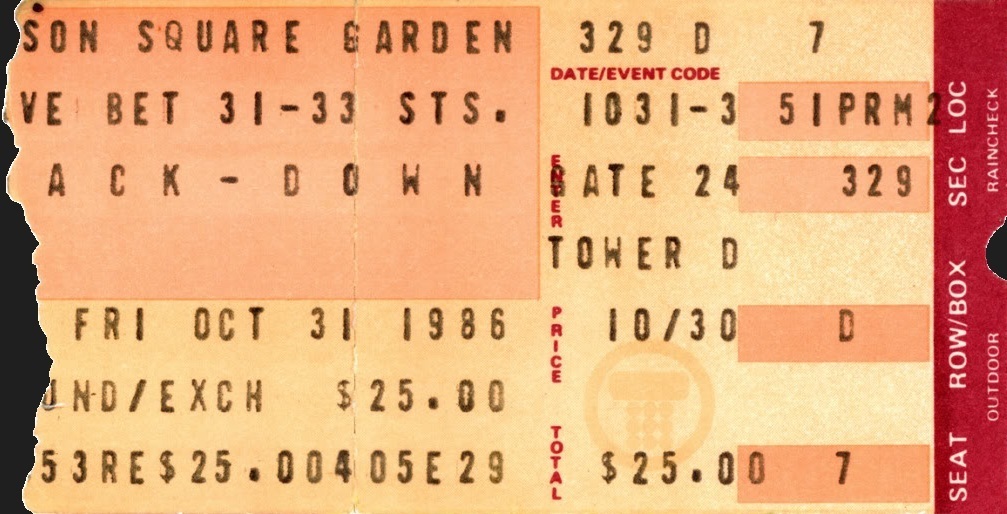 SON SQUARE GARDEN 329 D 7
DATE/EVENT CODE
VE BET 31-33 STS. 1031-3 51PRM2
ACK-DOWN ENTER GATE 24 329
TOWER D
FRI OCT 31 1986 PRICE 10/30 D
UND/EXCH $25.00
53RE$25.00405E29 TOTAL $25.00 7
SEC LOC
ROW/BOX
SEAT
RAINCHECK
OUTDOOR